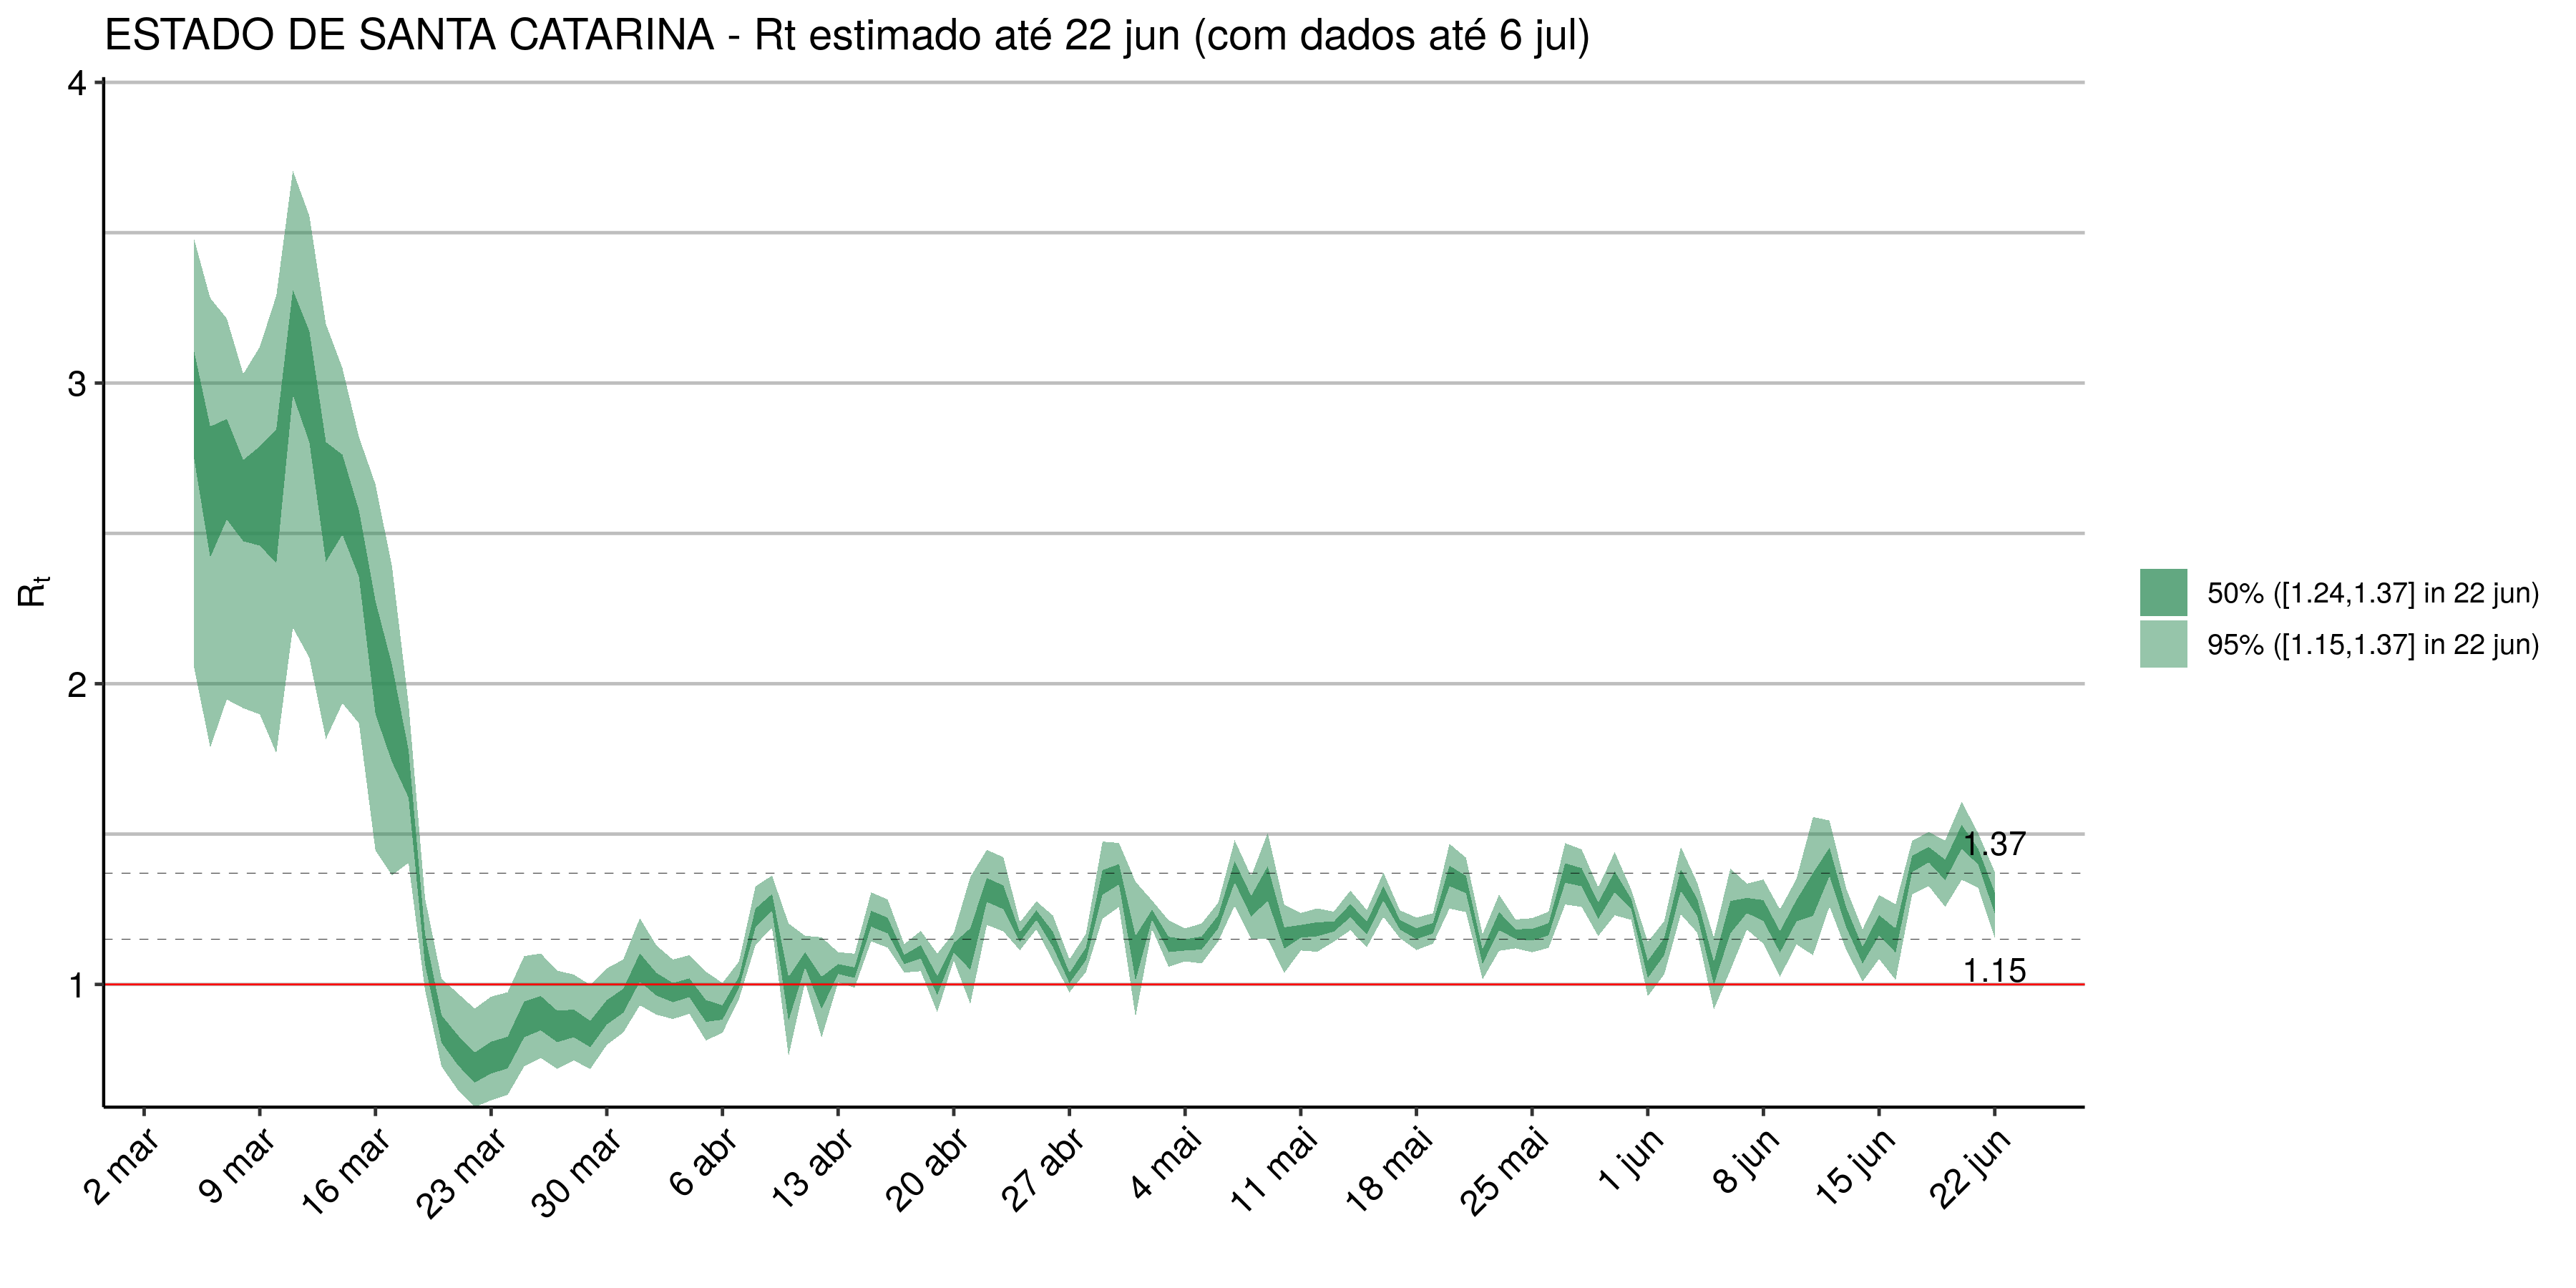 ESTADO DE SANTA CATARINA - Rt estimado até 22 jun (com dados até 6 jul)
4
3
2
1
Rt
1.37
1.15
50% ([1.24,1.37] in 22 jun)
95% ([1.15,1.37] in 22 jun)
2 mar
9 mar
16 mar
23 mar
30 mar
6 abr
13 abr
20 abr
27 abr
4 mai
11 mai
18 mai
25 mai
1 jun
8 jun
15 jun
22 jun